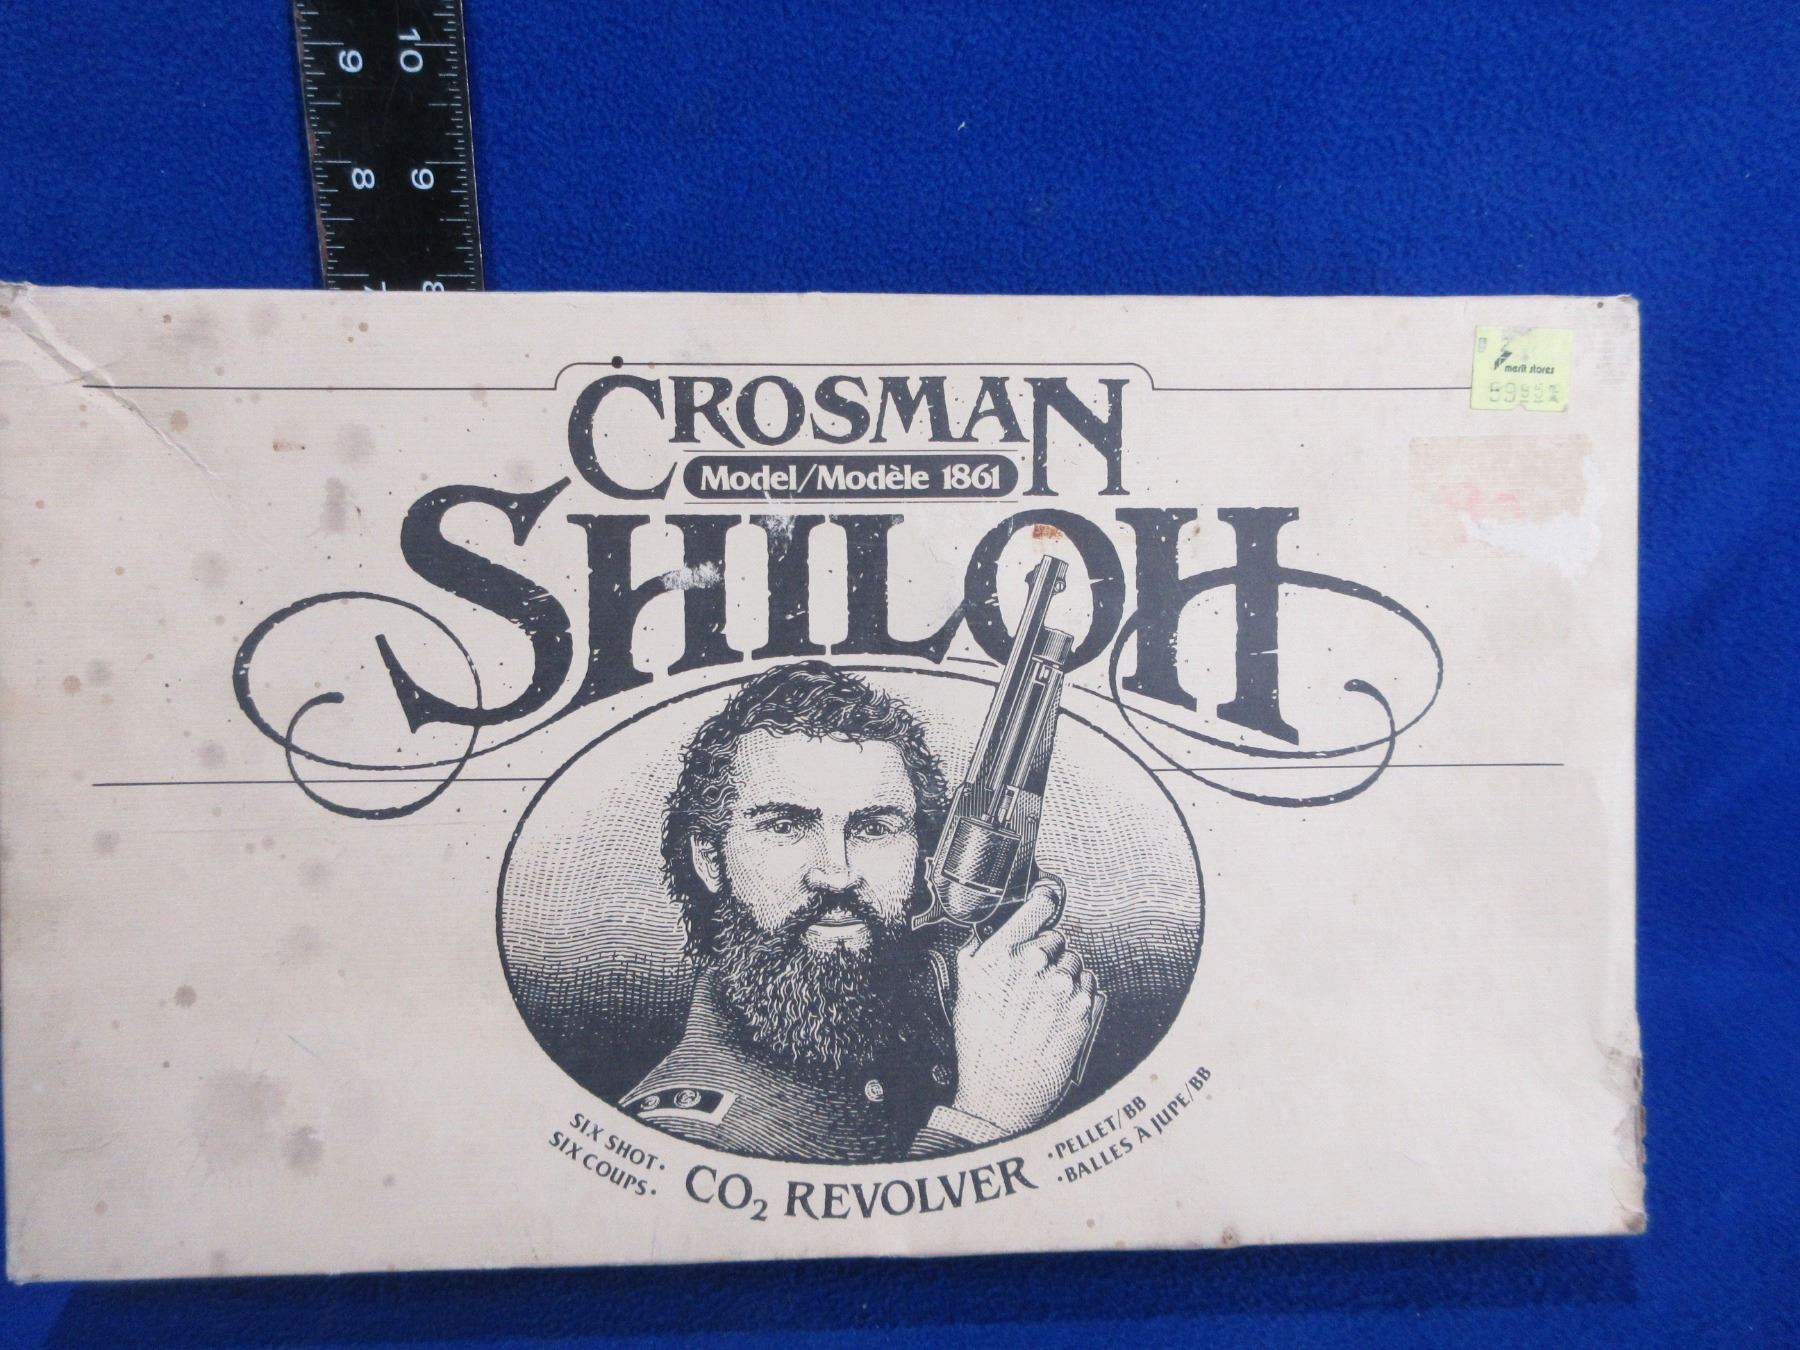 10
9
9
8
8
7
merit stores
CROSMAN
Model/Modèle 1861
SHILOH
SIX SHOT·
SIX COUPS·
CO₂ REVOLVER
·PELLET/BB
·BALLES À JUPE/BB